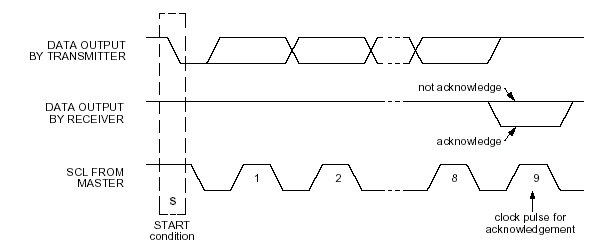 DATA OUTPUT
BY TRANSMITTER
not acknowledge
DATA OUTPUT
BY RECEIVER
acknowledge
SCL FROM
MASTER
1
2
8
9
S
START
condition
clock pulse for
acknowledgement